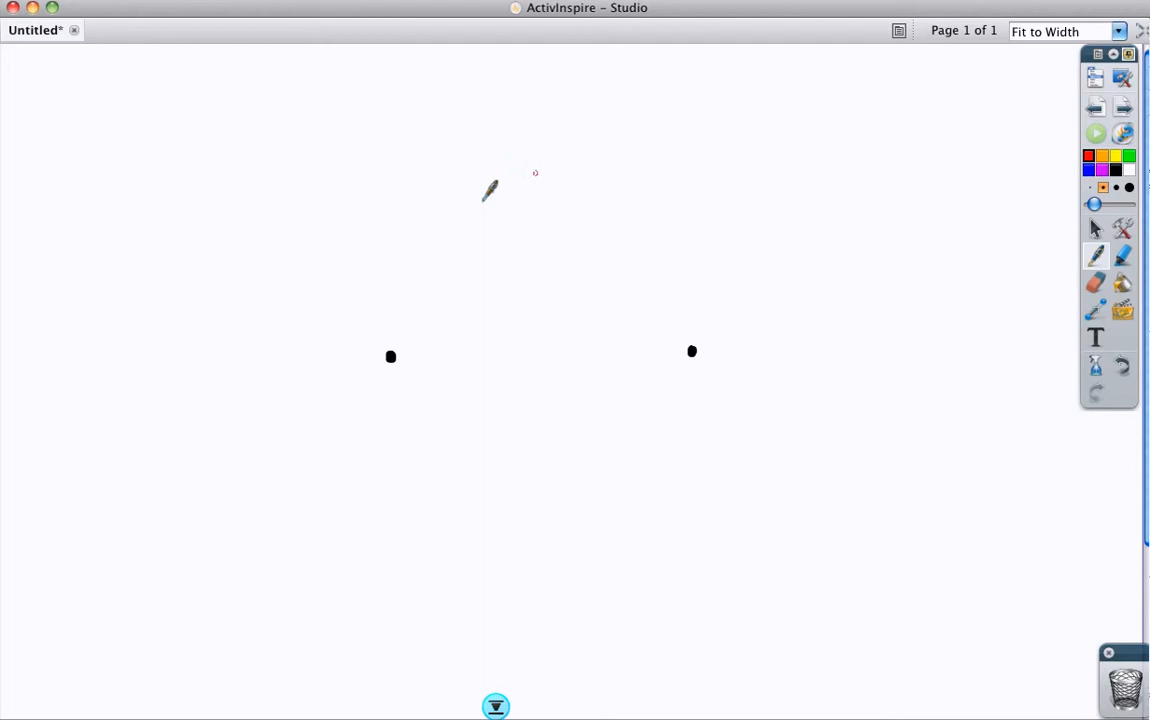 ActivInspire – Studio
Untitled*
Page 1 of 1
Fit to Width
T